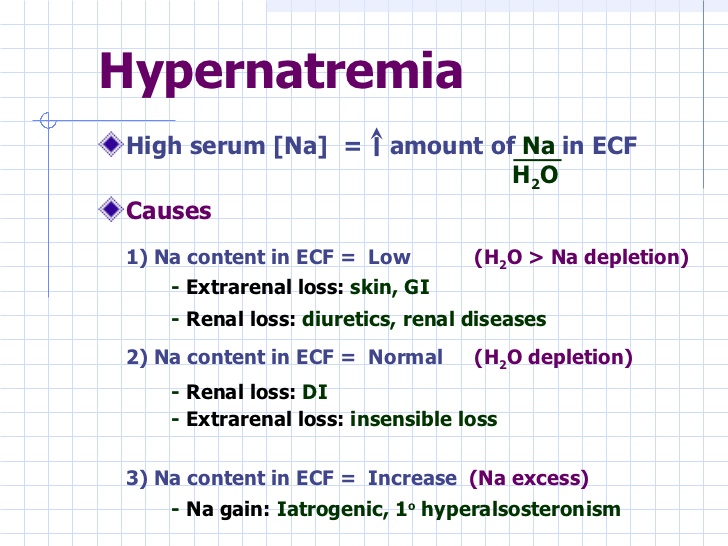 Hypernatremia
High serum [Na] = ↑ amount of Na in ECF
H₂O
Causes
1) Na content in ECF = Low (H₂O > Na depletion)
- Extrarenal loss: skin, GI
- Renal loss: diuretics, renal diseases
2) Na content in ECF = Normal (H₂O depletion)
- Renal loss: DI
- Extrarenal loss: insensible loss
3) Na content in ECF = Increase (Na excess)
- Na gain: Iatrogenic, 1º hyperalsosteronism